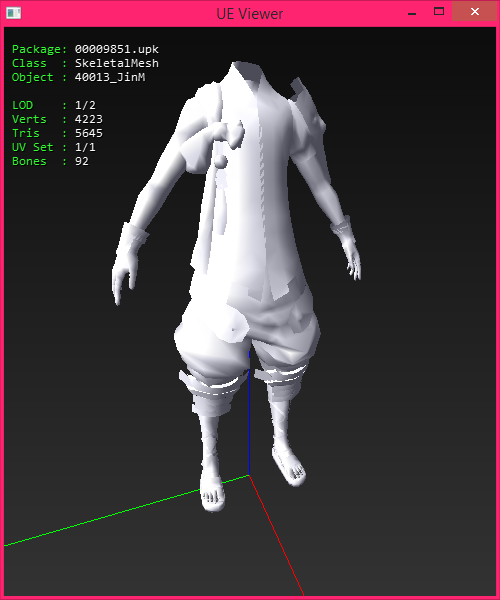 UE Viewer
Package: 00009851.upk
Class  : SkeletalMesh
Object : 40013_JinM
LOD    : 1/2
Verts  : 4223
Tris   : 5645
UV Set : 1/1
Bones  : 92